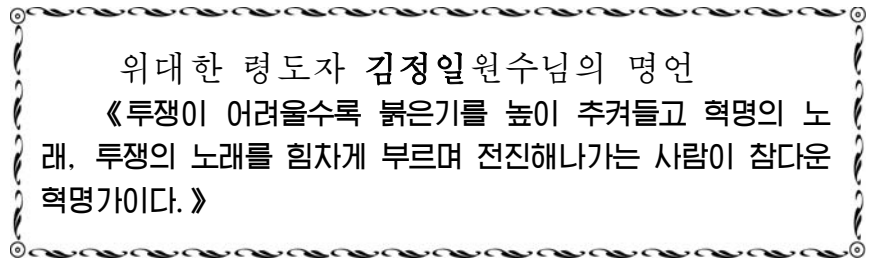 위대한 령도자 김정일원수님의 명언
《투쟁이 어려울수록 붉은기를 높이 추켜들고 혁명의 노
래, 투쟁의 노래를 힘차게 부르며 전진해나가는 사람이 참다운
혁명가이다.》